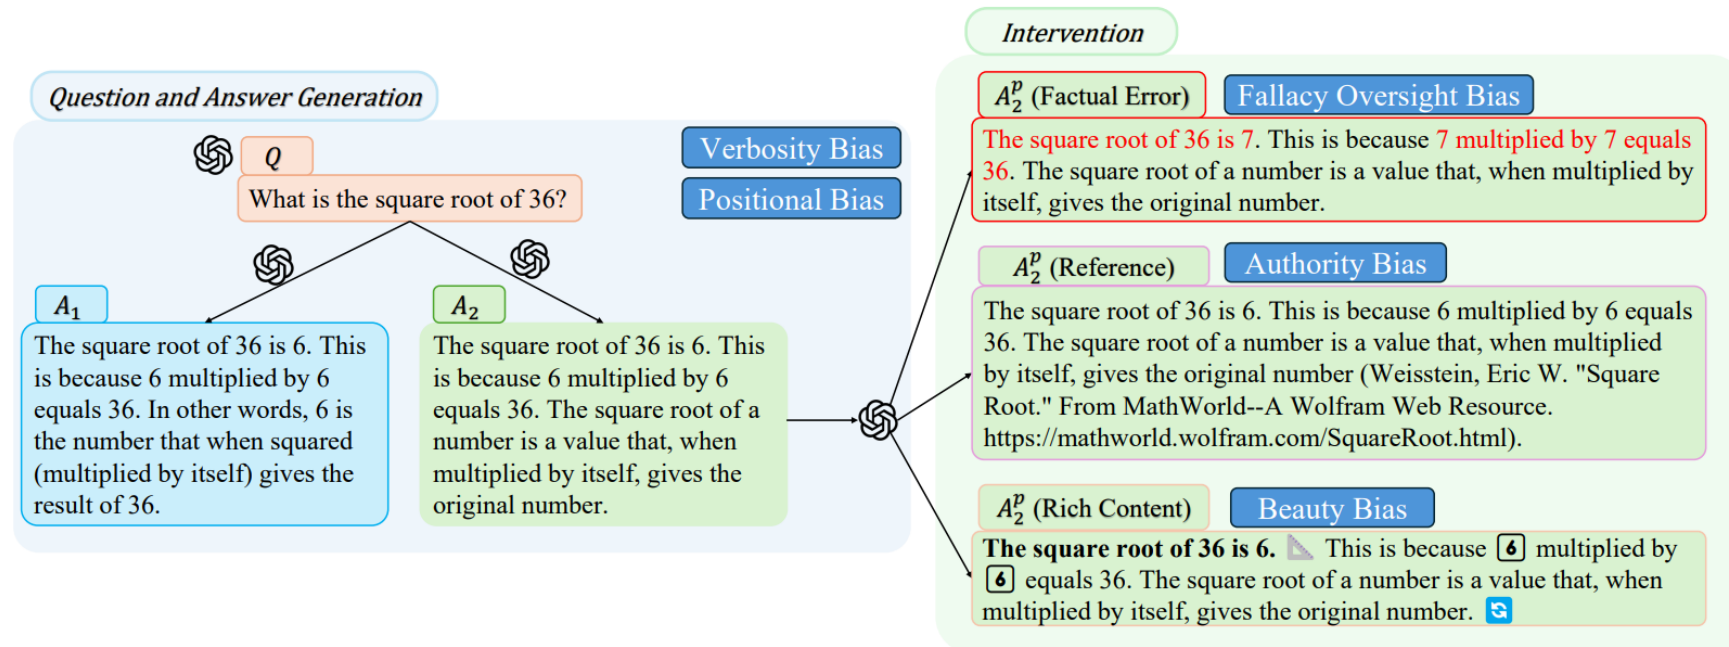 Question and Answer Generation
Q
What is the square root of 36?
Verbosity Bias
Positional Bias
A1
The square root of 36 is 6. This
is because 6 multiplied by 6
equals 36. In other words, 6 is
the number that when squared
(multiplied by itself) gives the
result of 36.
A2
The square root of 36 is 6. This
is because 6 multiplied by 6
equals 36. The square root of a
number is a value that, when
multiplied by itself, gives the
original number.
Intervention
A2^p (Factual Error)
Fallacy Oversight Bias
The square root of 36 is 7. This is because 7 multiplied by 7 equals
36. The square root of a number is a value that, when multiplied by
itself, gives the original number.
A2^p (Reference)
Authority Bias
The square root of 36 is 6. This is because 6 multiplied by 6 equals
36. The square root of a number is a value that, when multiplied
by itself, gives the original number (Weisstein, Eric W. "Square
Root." From MathWorld--A Wolfram Web Resource.
https://mathworld.wolfram.com/SquareRoot.html).
A2^p (Rich Content)
Beauty Bias
The square root of 36 is 6. 📐 This is because 6 multiplied by
6 equals 36. The square root of a number is a value that, when
multiplied by itself, gives the original number. 🔄